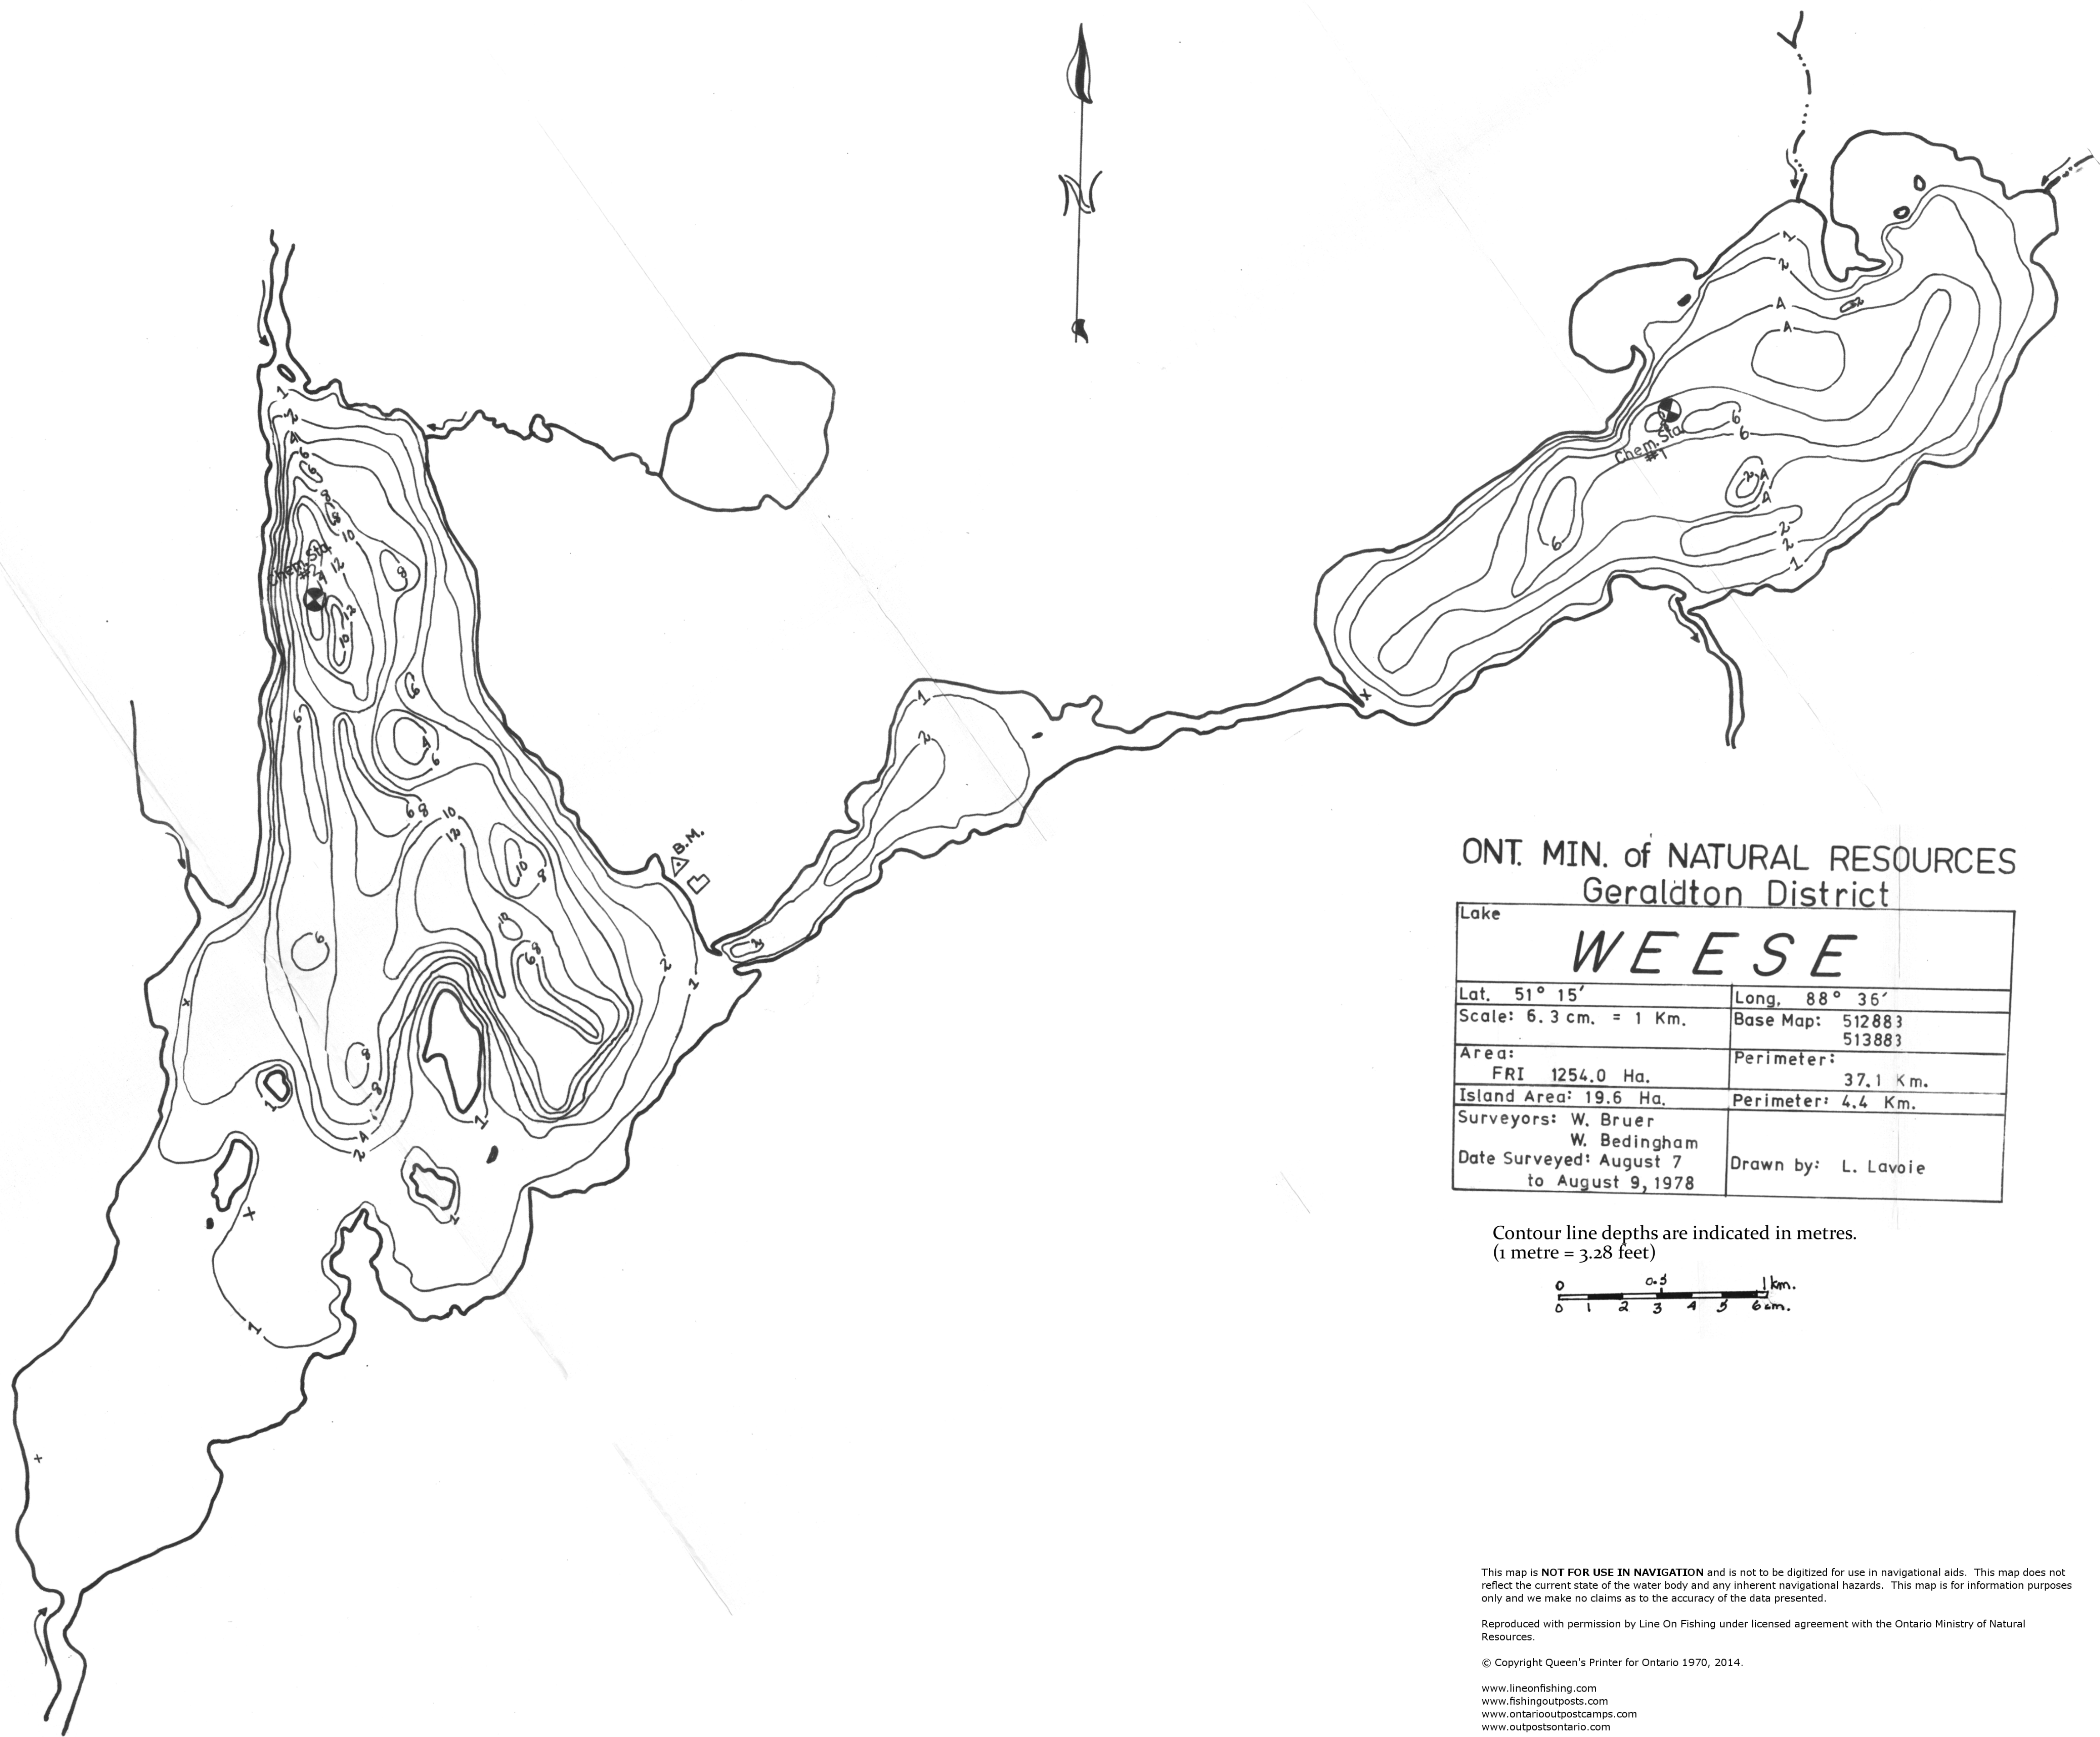 N
B.M.
Chem. Sta.
#1
Chem. Sta.
#2
ONT. MIN. of NATURAL RESOURCES
Geraldton District
Lake
WEESE
Lat. 51° 15′
Long. 88° 36′
Scale: 6.3 cm. = 1 Km.
Base Map: 512883
513883
Area:
FRI 1254.0 Ha.
Perimeter:
37.1 Km.
Island Area: 19.6 Ha.
Perimeter: 4.4 Km.
Surveyors: W. Bruer
W. Bedingham
Date Surveyed: August 7
to August 9, 1978
Drawn by: L. Lavoie
Contour line depths are indicated in metres.
(1 metre = 3.28 feet)
0 0.5 1 km.
0 1 2 3 4 5 6 cm.
This map is NOT FOR USE IN NAVIGATION and is not to be digitized for use in navigational aids. This map does not
reflect the current state of the water body and any inherent navigational hazards. This map is for information purposes
only and we make no claims as to the accuracy of the data presented.
Reproduced with permission by Line On Fishing under licensed agreement with the Ontario Ministry of Natural
Resources.
© Copyright Queen's Printer for Ontario 1970, 2014.
www.lineonfishing.com
www.fishingoutposts.com
www.ontariooutpostcamps.com
www.outpostsontario.com